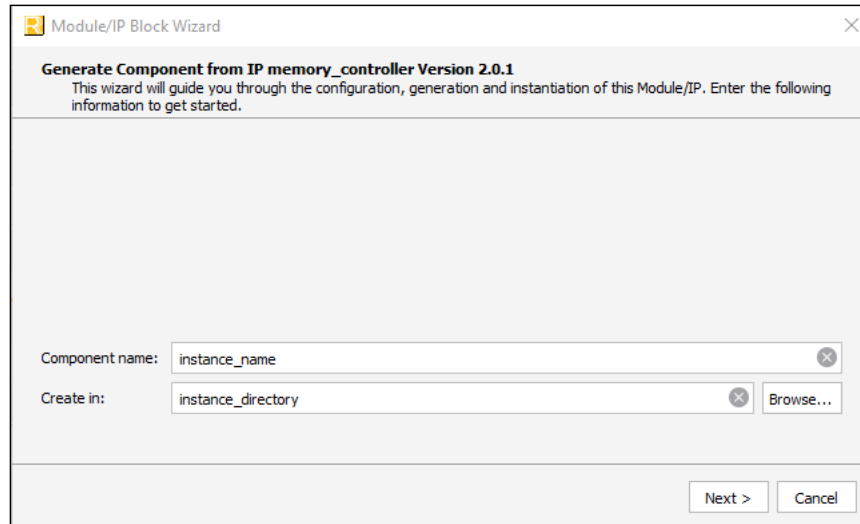 Module/IP Block Wizard
Generate Component from IP memory_controller Version 2.0.1
This wizard will guide you through the configuration, generation and instantiation of this Module/IP. Enter the following
information to get started.
Component name: instance_name
Create in: instance_directory Browse...
Next > Cancel